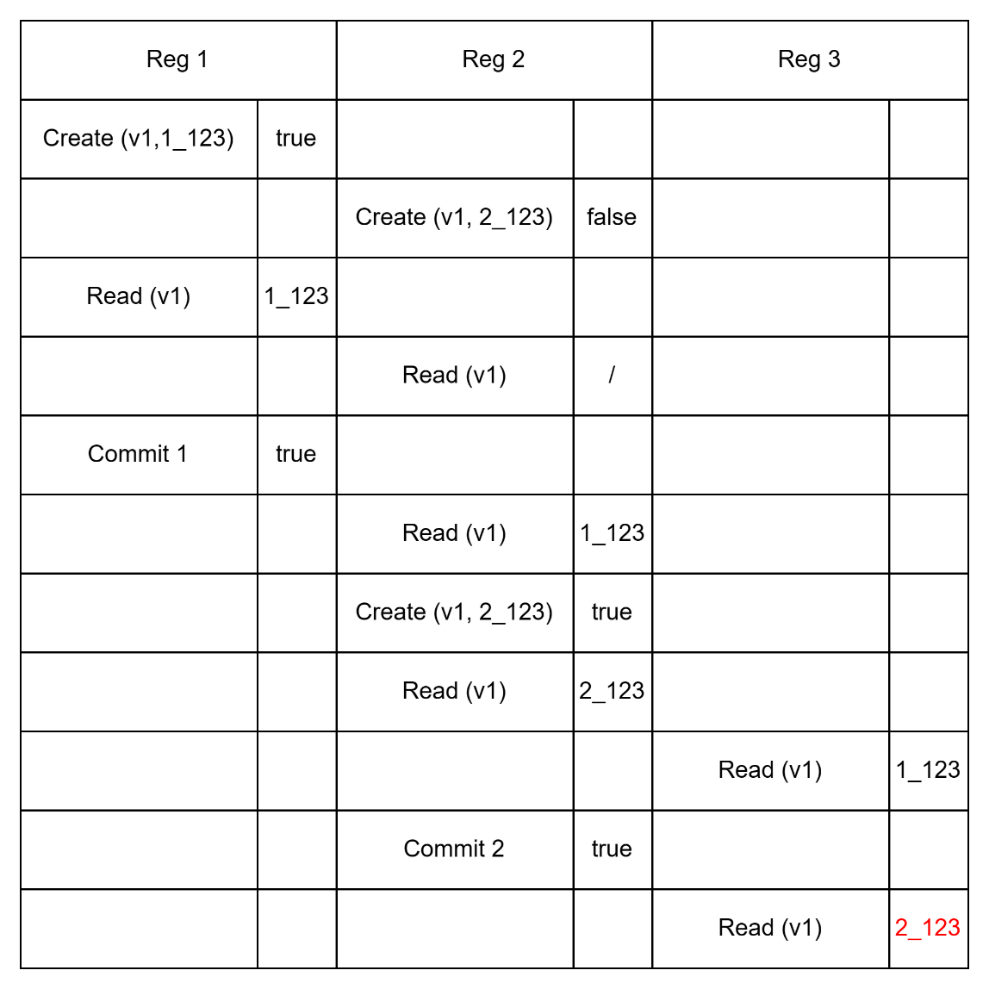 Reg 1 Reg 2 Reg 3
Create (v1,1_123) true
Create (v1, 2_123) false
Read (v1) 1_123
Read (v1) /
Commit 1 true
Read (v1) 1_123
Create (v1, 2_123) true
Read (v1) 2_123
Read (v1) 1_123
Commit 2 true
Read (v1) 2_123